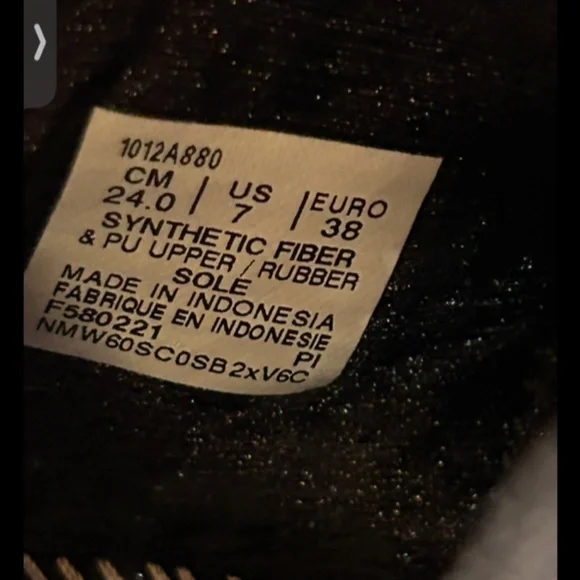 1012A880
CM | US | EURO
24.0 7 38
SYNTHETIC FIBER
& PU UPPER / RUBBER
SOLE
MADE IN INDONESIA
FABRIQUE EN INDONESIE
F580221 PI
NMW60SC0SB2xV6C